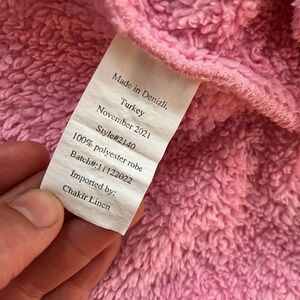 Made in Denizli,
Turkey
November 2021
Style#2140
100% polyester robe
Batch#:11122022
Imported by:
Chakir Linen